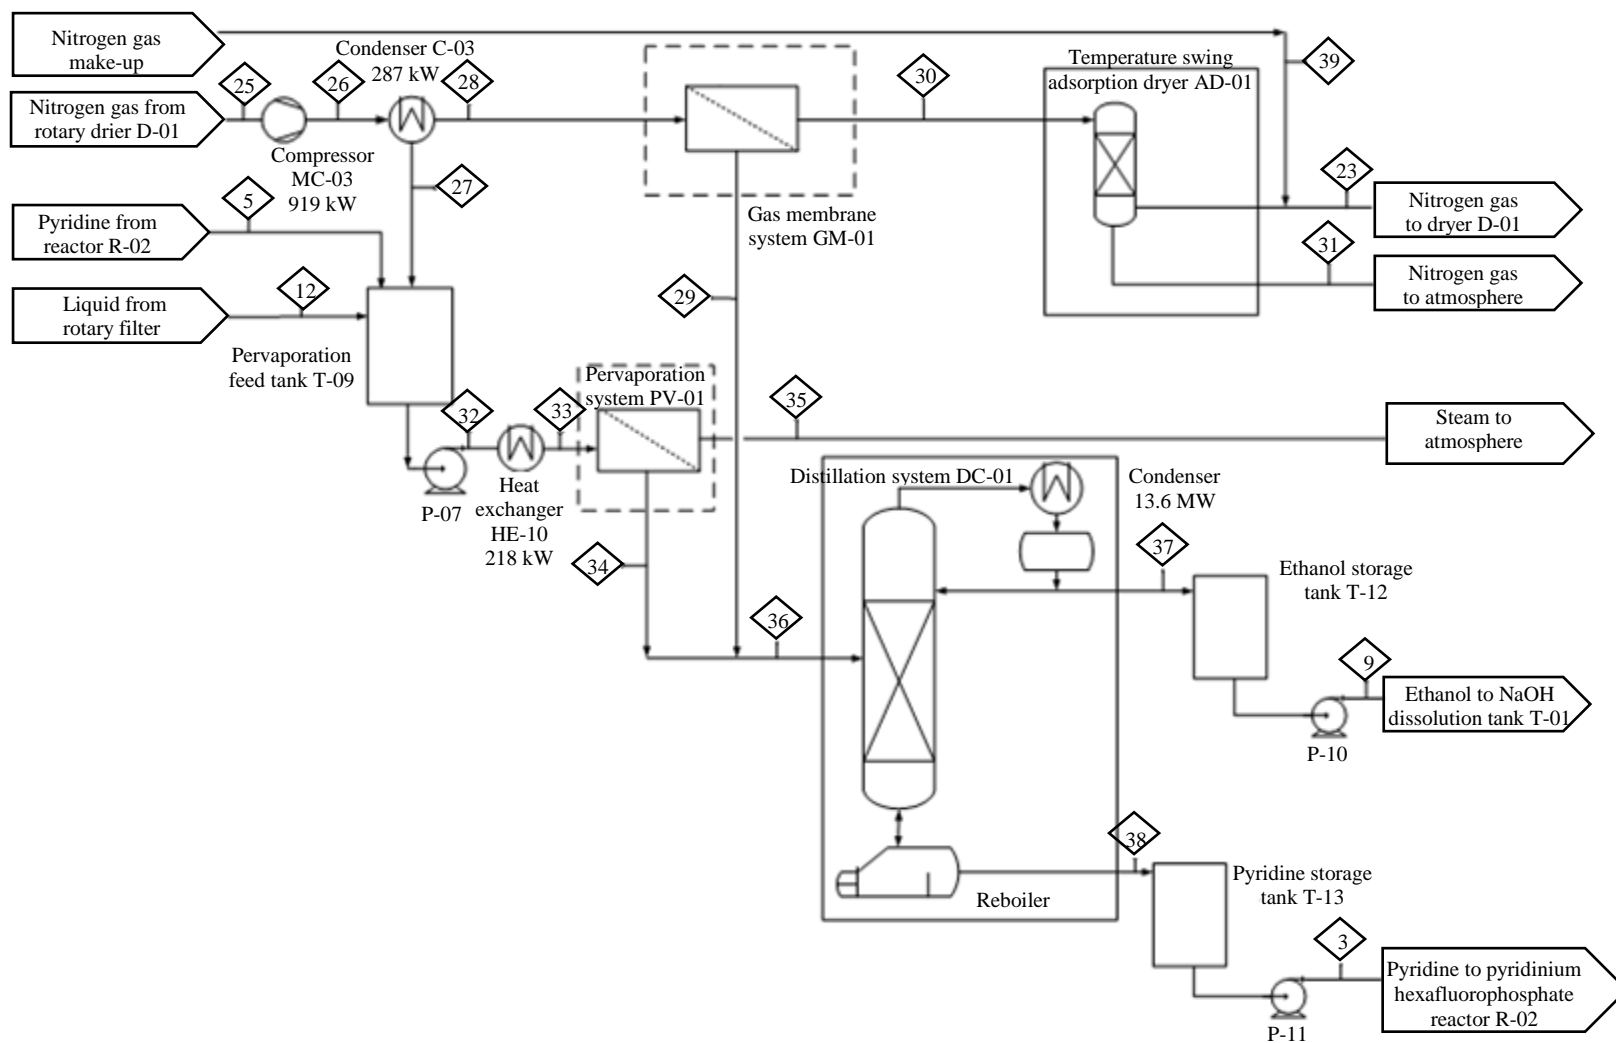 Nitrogen gas
make-up
Condenser C-03
287 kW
Temperature swing
adsorption dryer AD-01
25
26
28
30
39
Nitrogen gas from
rotary drier D-01
Compressor
MC-03
919 kW
27
5
23
Pyridine from
reactor R-02
Gas membrane
system GM-01
Nitrogen gas
to dryer D-01
31
12
29
Nitrogen gas
to atmosphere
Liquid from
rotary filter
Pervaporation
feed tank T-09
Pervaporation
system PV-01
32
33
35
Steam to
atmosphere
P-07
Heat
exchanger
HE-10
218 kW
Distillation system DC-01
Condenser
13.6 MW
34
37
Ethanol storage
tank T-12
36
9
Ethanol to NaOH
dissolution tank T-01
P-10
38
Pyridine storage
tank T-13
Reboiler
3
Pyridine to pyridinium
hexafluorophosphate
reactor R-02
P-11